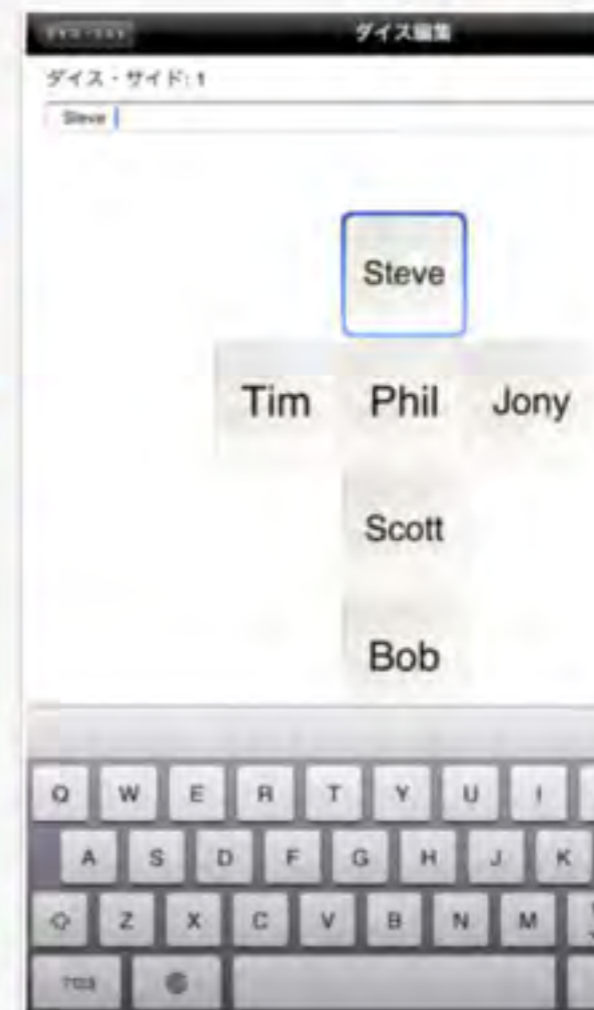 ダイス編集
ダイス・サイド: 1
Steve
Steve
Tim Phil Jony
Scott
Bob
Q W E R T Y U I
A S D F G H J K
Z X C V B N M